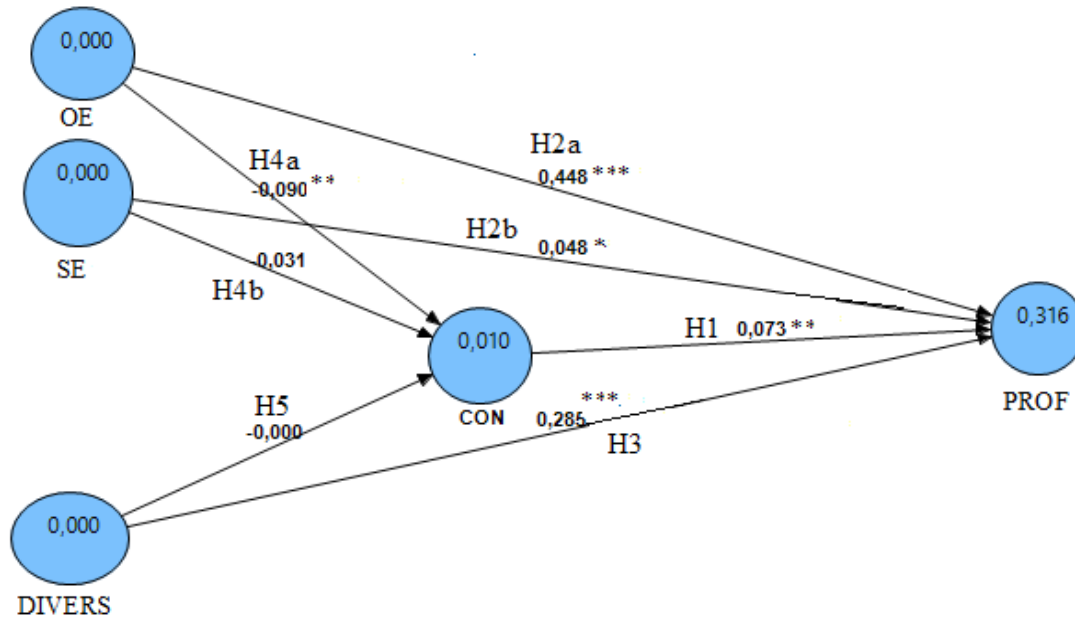 0,000
OE
0,000
SE
H4a
-0,090 **
H2a
0,448 ***
H2b
0,048 *
-0,031
H4b
0,010
CON
H1 0,073 **
0,316
PROF
H5
-0,000
***
0,285
H3
0,000
DIVERS